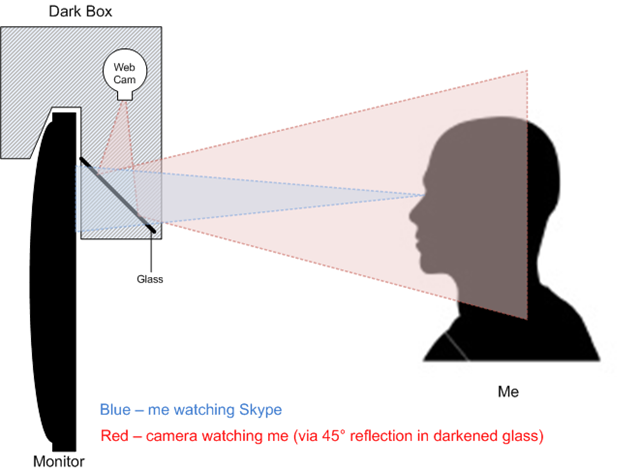 Dark Box
Web
Cam
Glass
Me
Blue – me watching Skype
Red – camera watching me (via 45° reflection in darkened glass)
Monitor